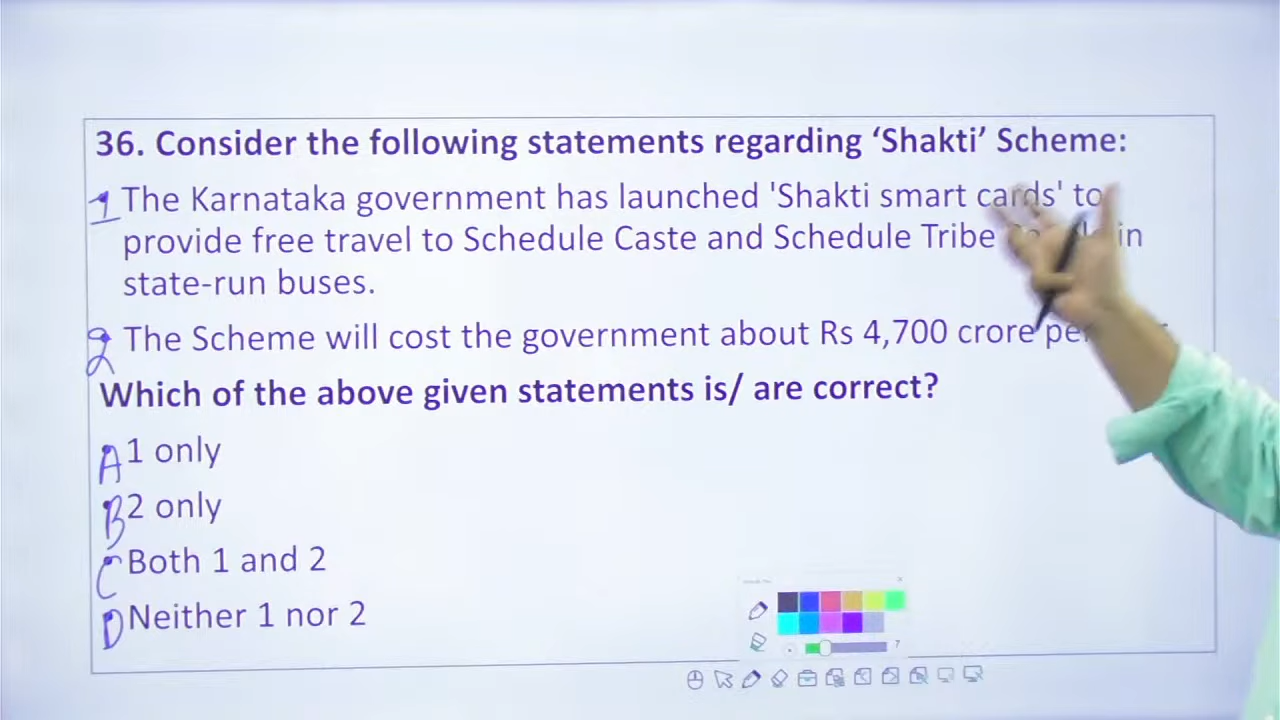 36. Consider the following statements regarding ‘Shakti’ Scheme:
1 The Karnataka government has launched 'Shakti smart cards' to
provide free travel to Schedule Caste and Schedule Tribe in
state-run buses.
2 The Scheme will cost the government about Rs 4,700 crore
Which of the above given statements is/ are correct?
A 1 only
B 2 only
C Both 1 and 2
D Neither 1 nor 2
7